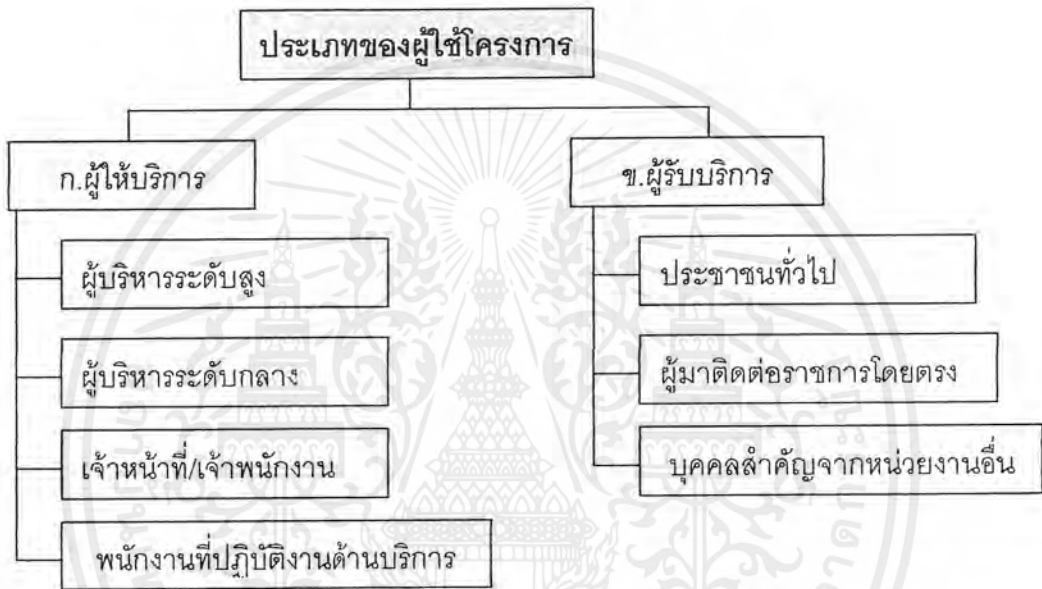 ประเภทของผู้ใช้โครงการ
ก.ผู้ให้บริการ
ผู้บริหารระดับสูง
ผู้บริหารระดับกลาง
เจ้าหน้าที่/เจ้าพนักงาน
พนักงานที่ปฏิบัติงานด้านบริการ
ข.ผู้รับบริการ
ประชาชนทั่วไป
ผู้มาติดต่อราชการโดยตรง
บุคคลสำคัญจากหน่วยงานอื่น